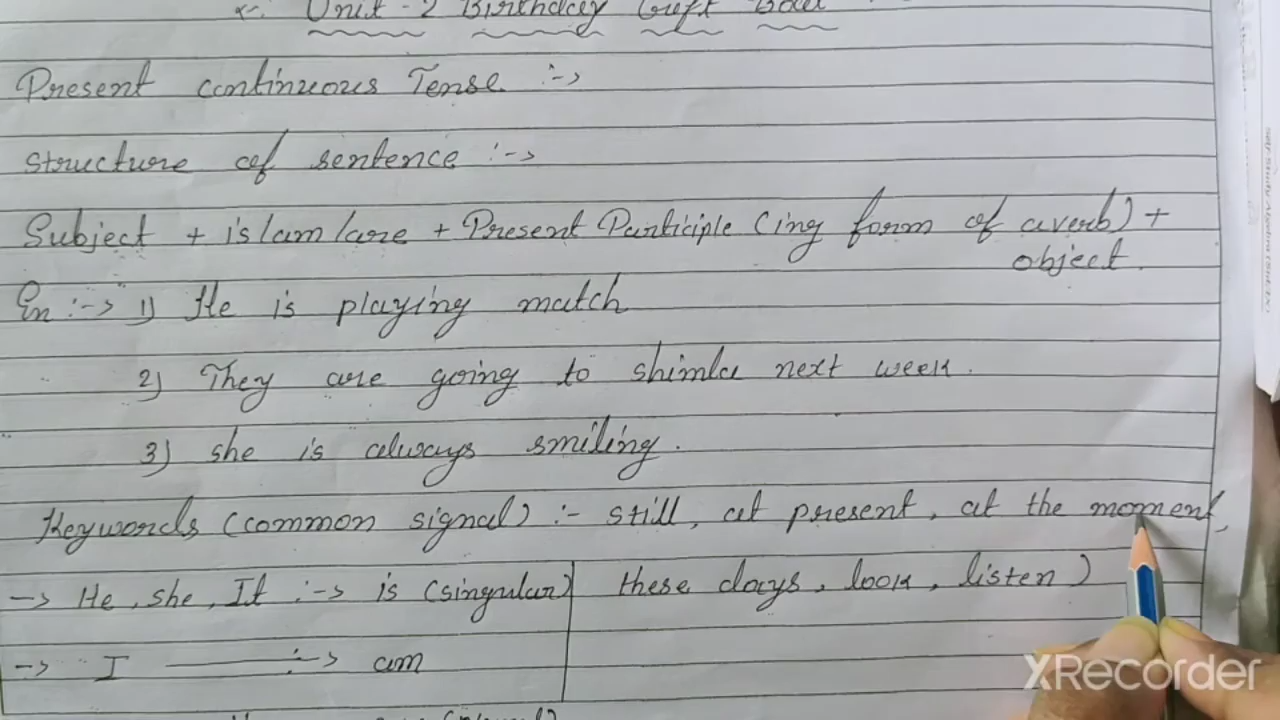 Unit-2 Birthday Gift
Present continuous Tense :->
Structure of sentence :->
Subject + is/am/are + Present Participle (ing form of a verb) +
object.
Ex :-> 1) He is playing match
2) They are going to shimla next week.
3) she is always smiling.
Keywords (common signal) :- still, at present, at the moment,
these days, look, listen)
-> He, she, It :-> is (singular)
-> I :-> am
XRecorder